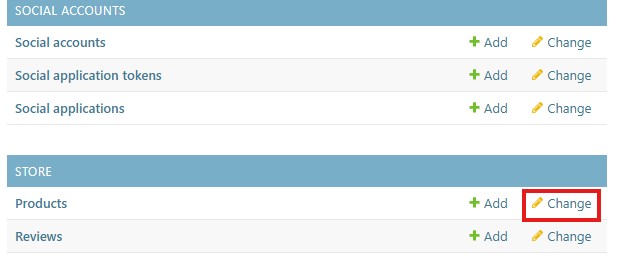 SOCIAL ACCOUNTS
Social accounts Add Change
Social application tokens Add Change
Social applications Add Change
STORE
Products Add Change
Reviews Add Change